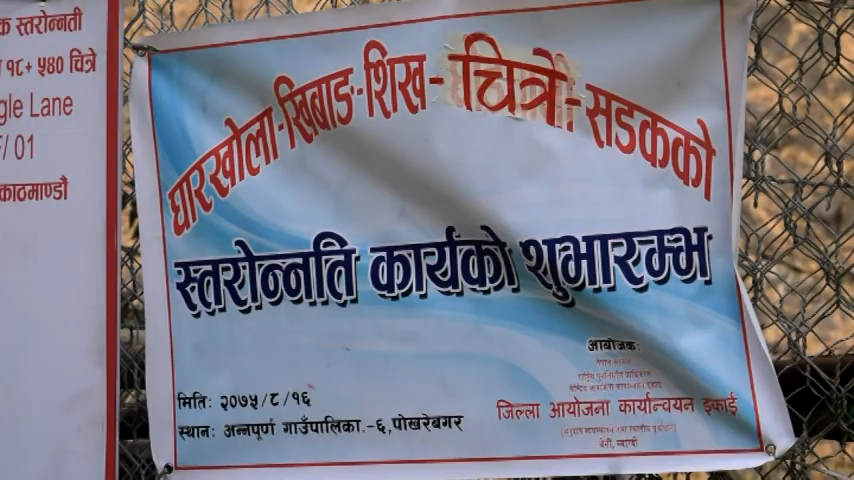 क स्तरोन्नती
१८+ ५४० चित्रे
gle Lane
/ 01
काठमाण्डौ
घारखोला-खिबाङ-शिख-चित्रे-सडकको
स्तरोन्नति कार्यको शुभारम्भ
आयोजक:
नेपाल सरकार
जिल्ला आयोजना कार्यान्वयन इकाई
बेनी, म्याग्दी
मिति: २०७५/८/१६
स्थान: अन्नपूर्ण गाउँपालिका.-६,पोखरेबगर